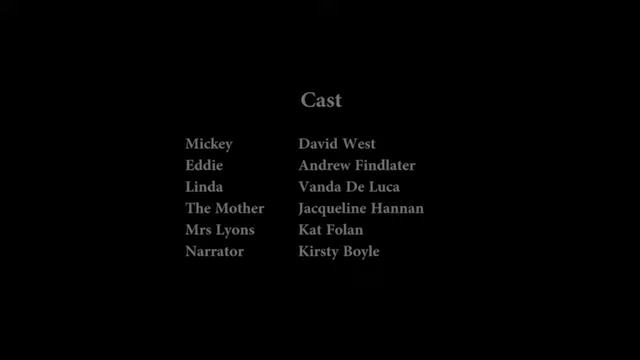 Cast
Mickey David West
Eddie Andrew Findlater
Linda Vanda De Luca
The Mother Jacqueline Hannan
Mrs Lyons Kat Folan
Narrator Kirsty Boyle